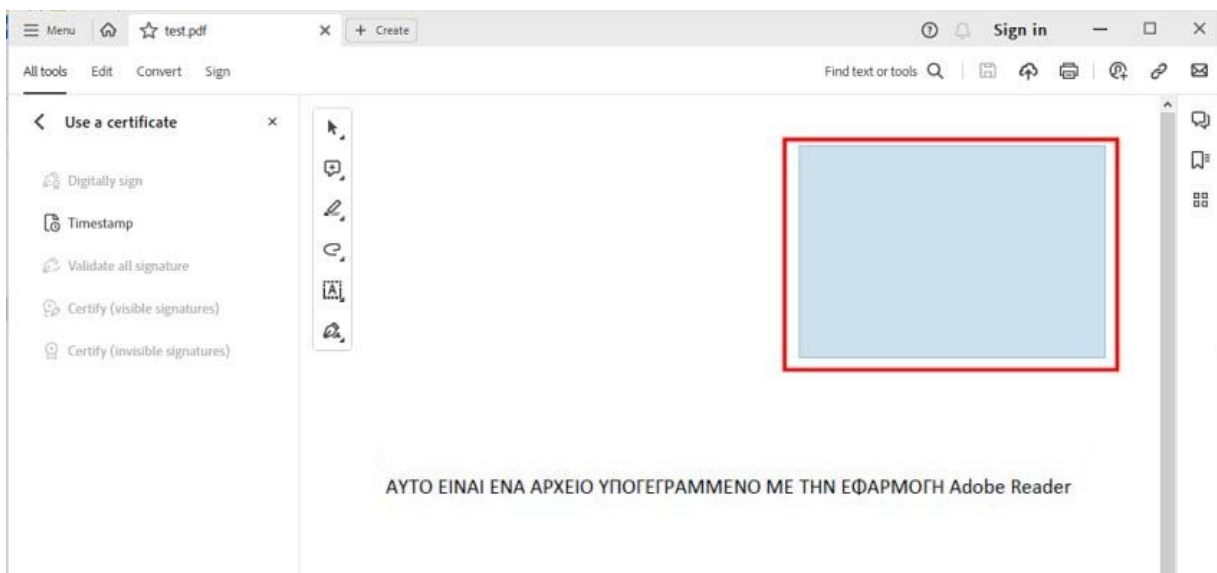 Menu
test.pdf
+ Create
Sign in
All tools
Edit
Convert
Sign
Find text or tools
Use a certificate
Digitally sign
Timestamp
Validate all signature
Certify (visible signatures)
Certify (invisible signatures)
ΑΥΤΟ ΕΙΝΑΙ ΕΝΑ ΑΡΧΕΙΟ ΥΠΟΓΕΓΡΑΜΜΕΝΟ ΜΕ ΤΗΝ ΕΦΑΡΜΟΓΗ Adobe Reader